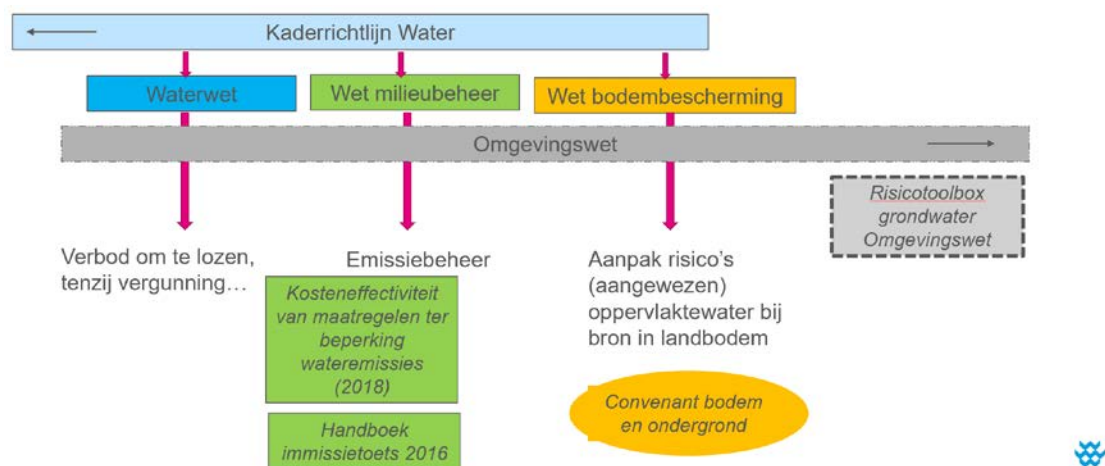 Kaderrichtlijn Water
Waterwet
Wet milieubeheer
Wet bodembescherming
Omgevingswet
Risicotoolbox
grondwater
Omgevingswet
Verbod om te lozen,
tenzij vergunning…
Emissiebeheer
Kosteneffectiviteit
van maatregelen ter
beperking
wateremissies
(2018)
Handboek
immissietoets 2016
Aanpak risico’s
(aangewezen)
oppervlaktewater bij
bron in landbodem
Convenant bodem
en ondergrond